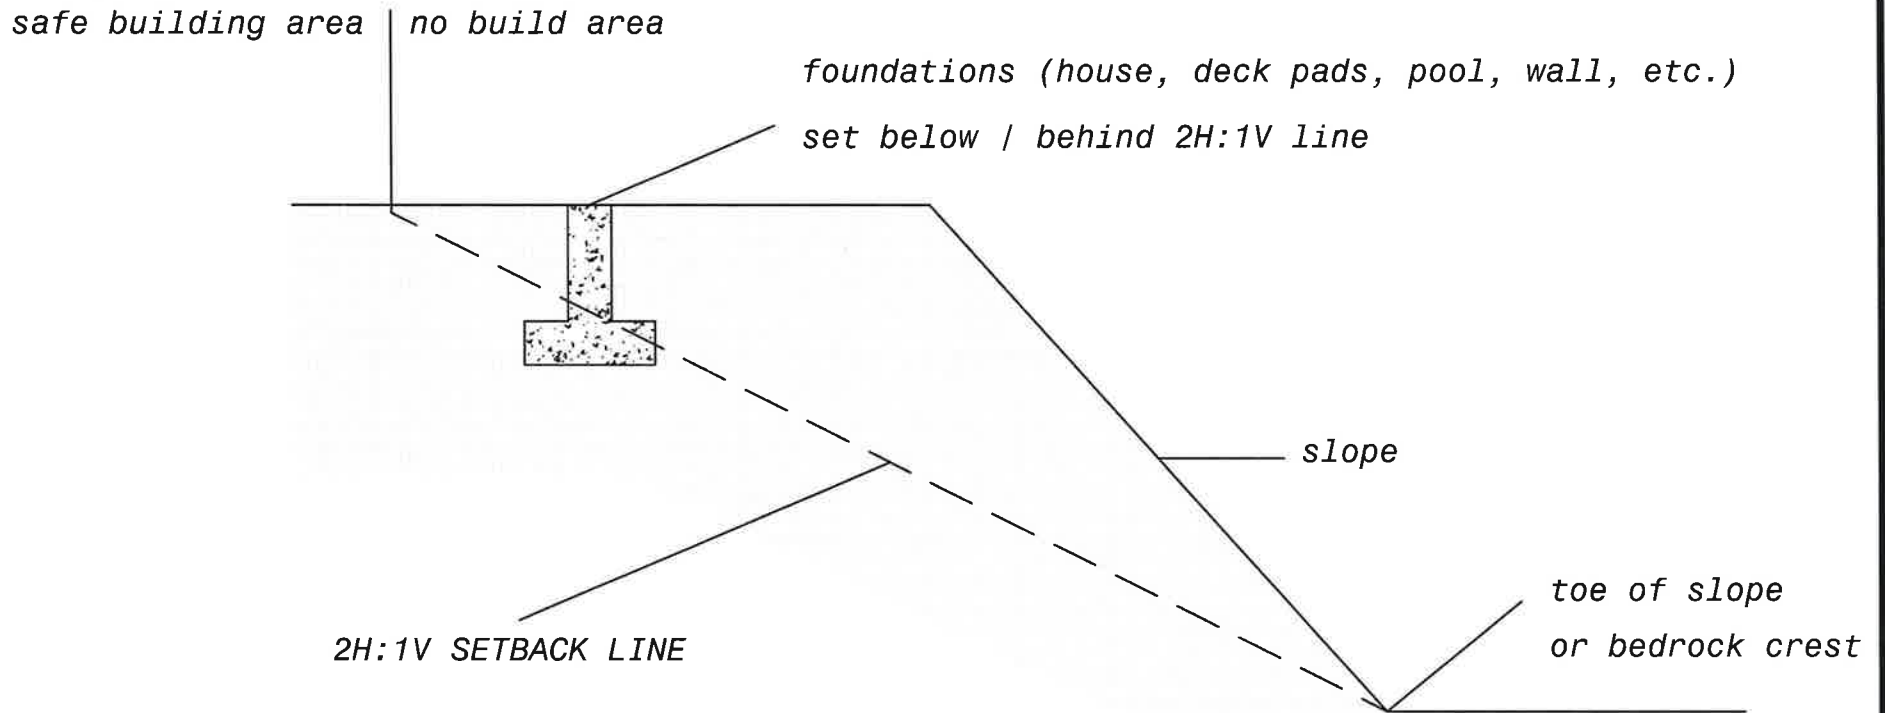 safe building area
no build area
foundations (house, deck pads, pool, wall, etc.)
set below / behind 2H:1V line
slope
toe of slope
or bedrock crest
2H:1V SETBACK LINE